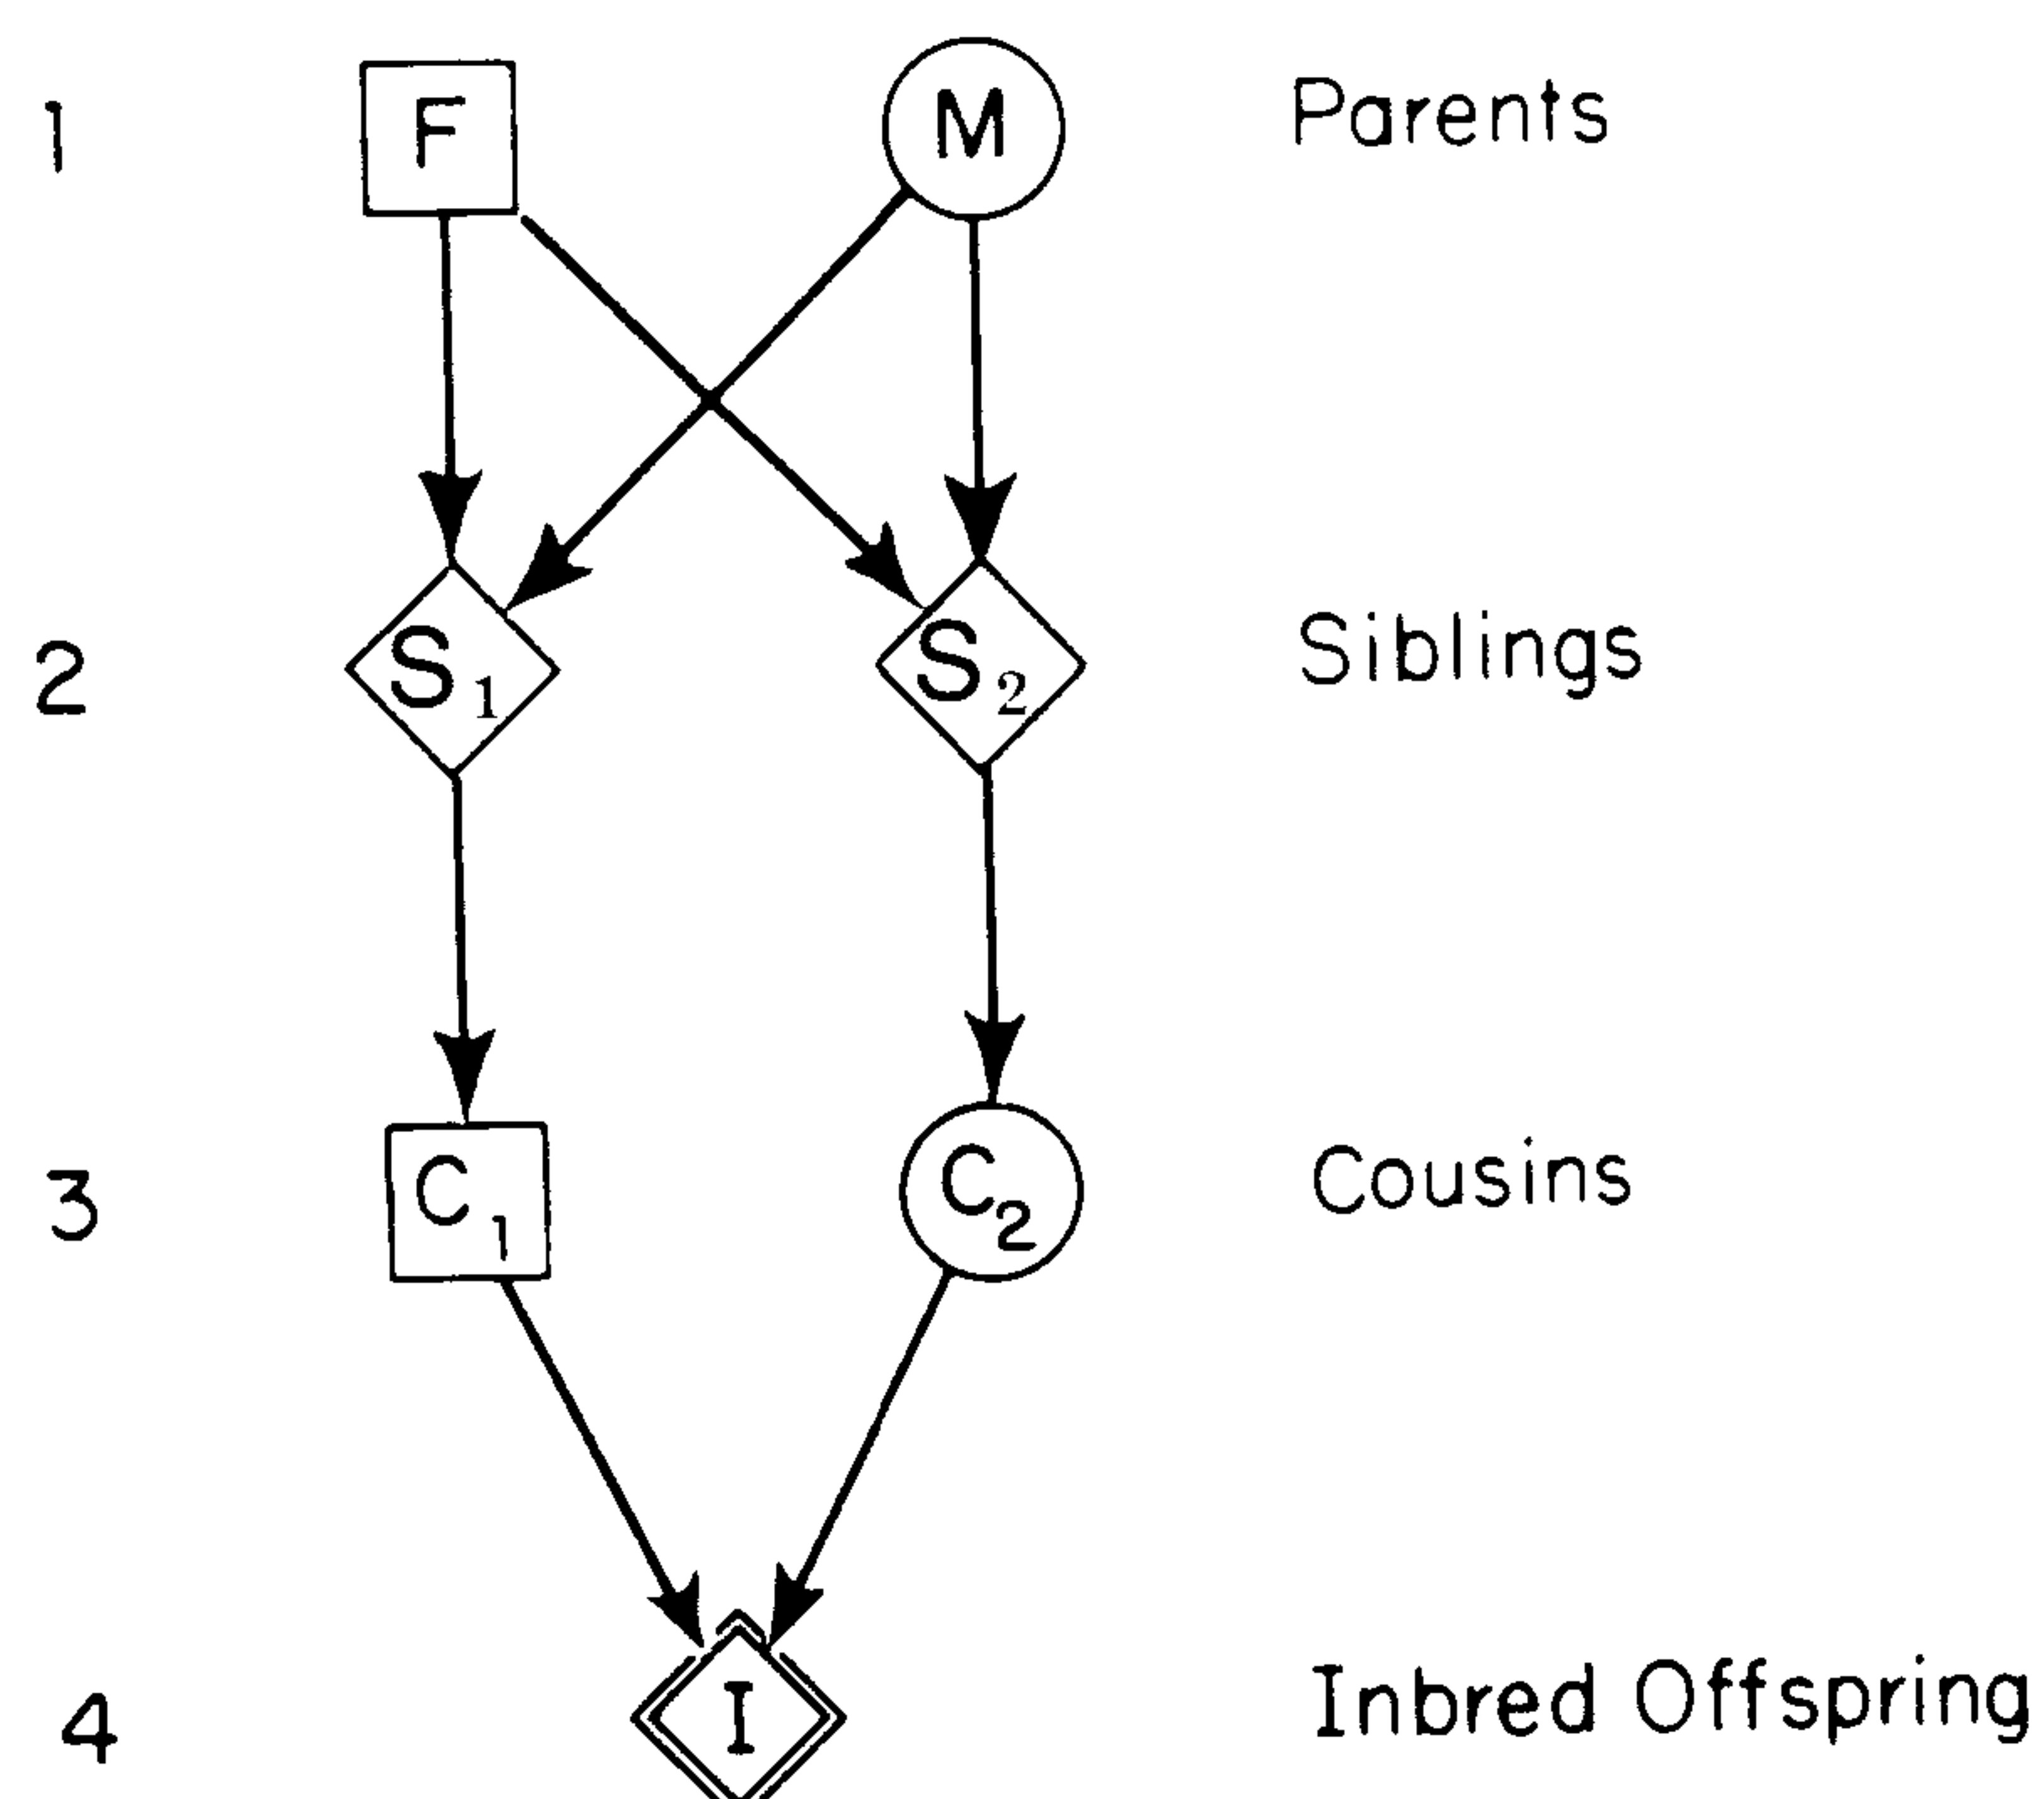 1 F M Parents
2 S₁ S₂ Siblings
3 C₁ C₂ Cousins
4 I Inbred Offspring